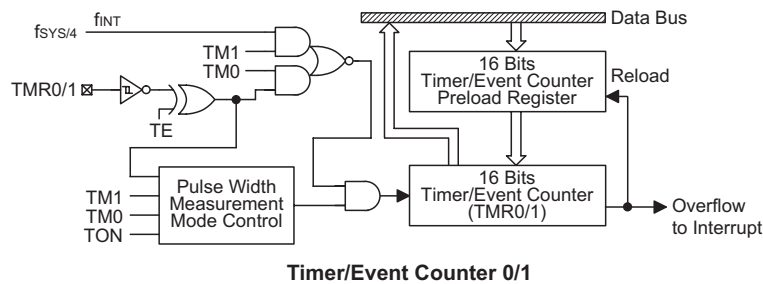 Data Bus
fINT
fSYS/4
TM1
TM0
TMR0/1
TE
16 Bits
Timer/Event Counter
Preload Register
Reload
TM1
TM0
TON
Pulse Width
Measurement
Mode Control
16 Bits
Timer/Event Counter
(TMR0/1)
Overflow
to Interrupt
Timer/Event Counter 0/1